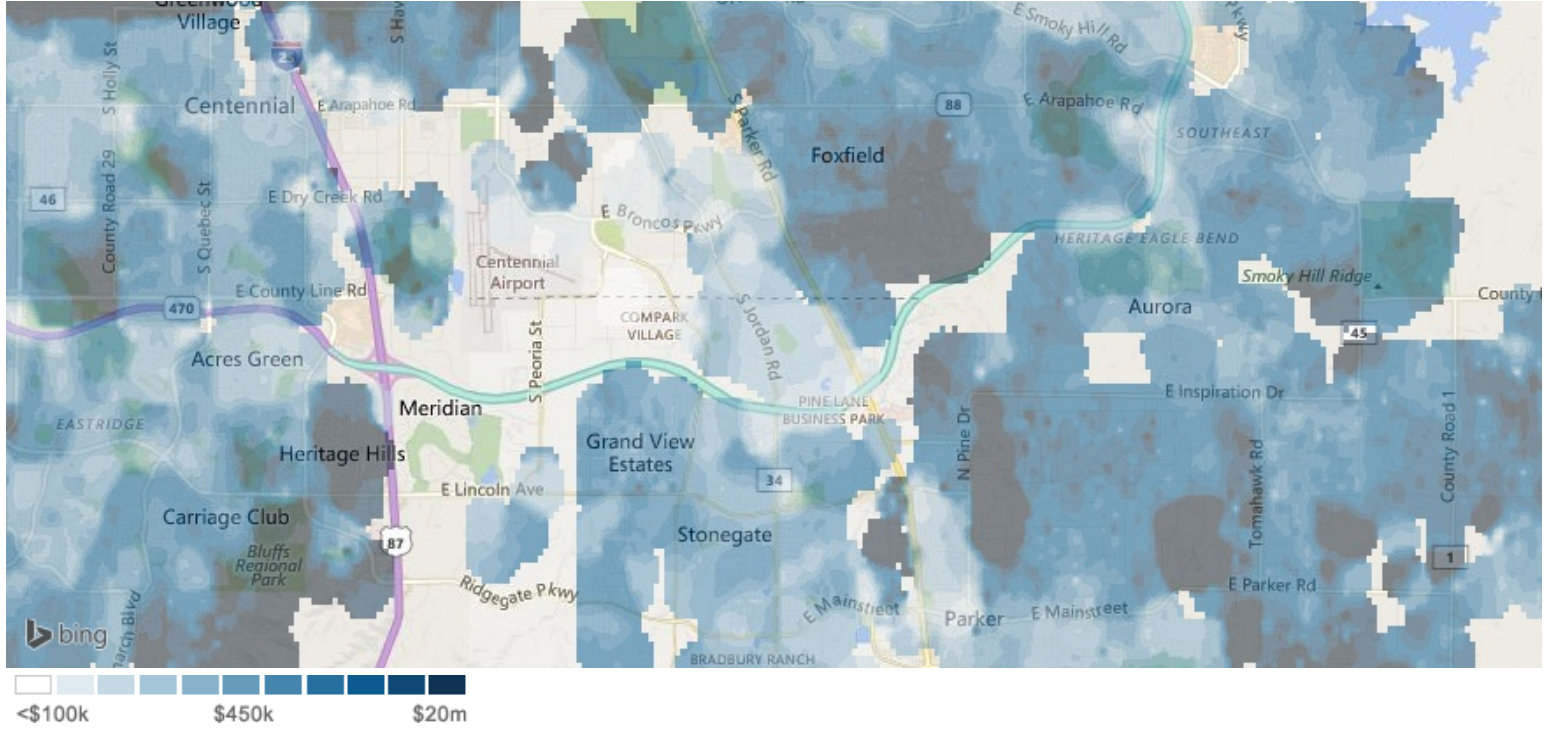 Greenwood
Village
S Holly St
Centennial
E Arapahoe Rd
E Smoky Hill Rd
Pkwy
88
E Arapahoe Rd
SOUTHEAST
S Parker Rd
Foxfield
46
County Road 29
S Quebec St
E Dry Creek Rd
E Broncos Pkwy
HERITAGE EAGLE BEND
Centennial
Airport
Smoky Hill Ridge
County
470
E County Line Rd
COMPARK
VILLAGE
S Jordan Rd
S Peoria St
Aurora
45
Acres Green
Meridian
PINE LANE
BUSINESS PARK
E Inspiration Dr
EASTRIDGE
Heritage Hills
Grand View
Estates
N Pine Dr
Tomahawk Rd
County Road 1
34
E Lincoln Ave
Carriage Club
Stonegate
87
Bluffs
Regional
Park
1
Ridgegate Pkwy
E Parker Rd
E Mainstreet
Parker
E Mainstreet
bing
BRADBURY RANCH
<$100k
$450k
$20m